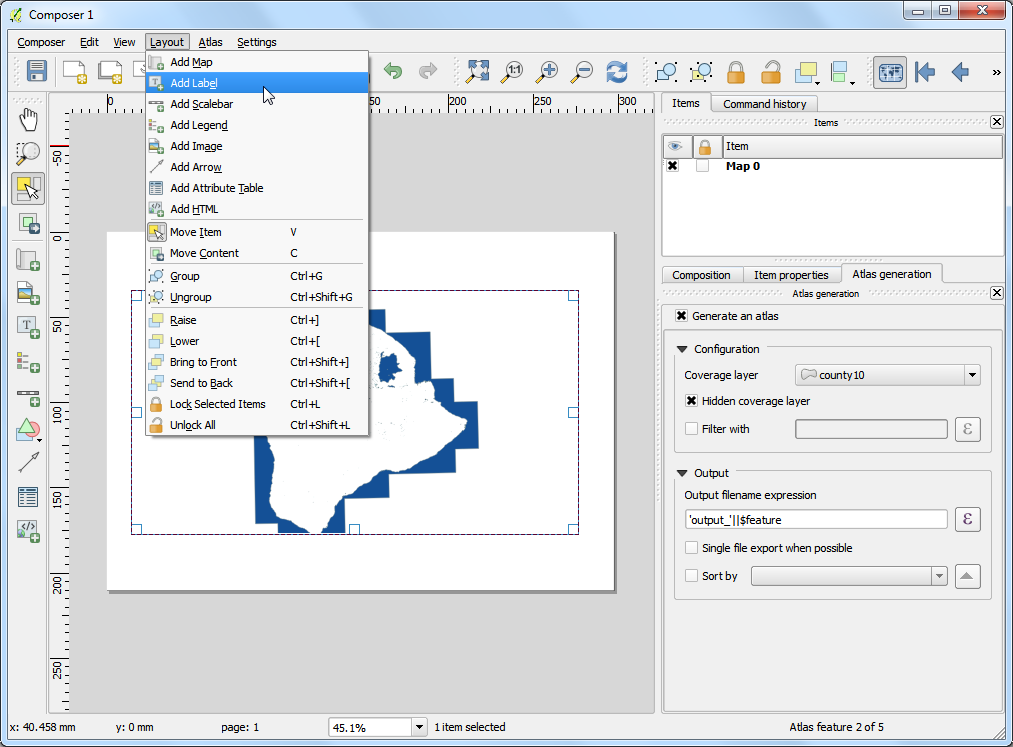 Composer 1
Composer Edit View Layout Atlas Settings
1:1
»
Add Map
Add Label
Add Scalebar
Add Legend
Add Image
Add Arrow
Add Attribute Table
Add HTML
Move Item V
Move Content C
Group Ctrl+G
Ungroup Ctrl+Shift+G
Raise Ctrl+]
Lower Ctrl+[
Bring to Front Ctrl+Shift+]
Send to Back Ctrl+Shift+[
Lock Selected Items Ctrl+L
Unlock All Ctrl+Shift+L
0 50 200 250 300
-50
0
50
100
150
200
250
Items Command history
Items
Item
Map 0
Composition Item properties Atlas generation
Atlas generation
Generate an atlas
Configuration
Coverage layer county10
Hidden coverage layer
Filter with ε
Output
Output filename expression
'output_'||$feature ε
Single file export when possible
Sort by
x: 40.458 mm y: 0 mm page: 1 45.1% 1 item selected Atlas feature 2 of 5